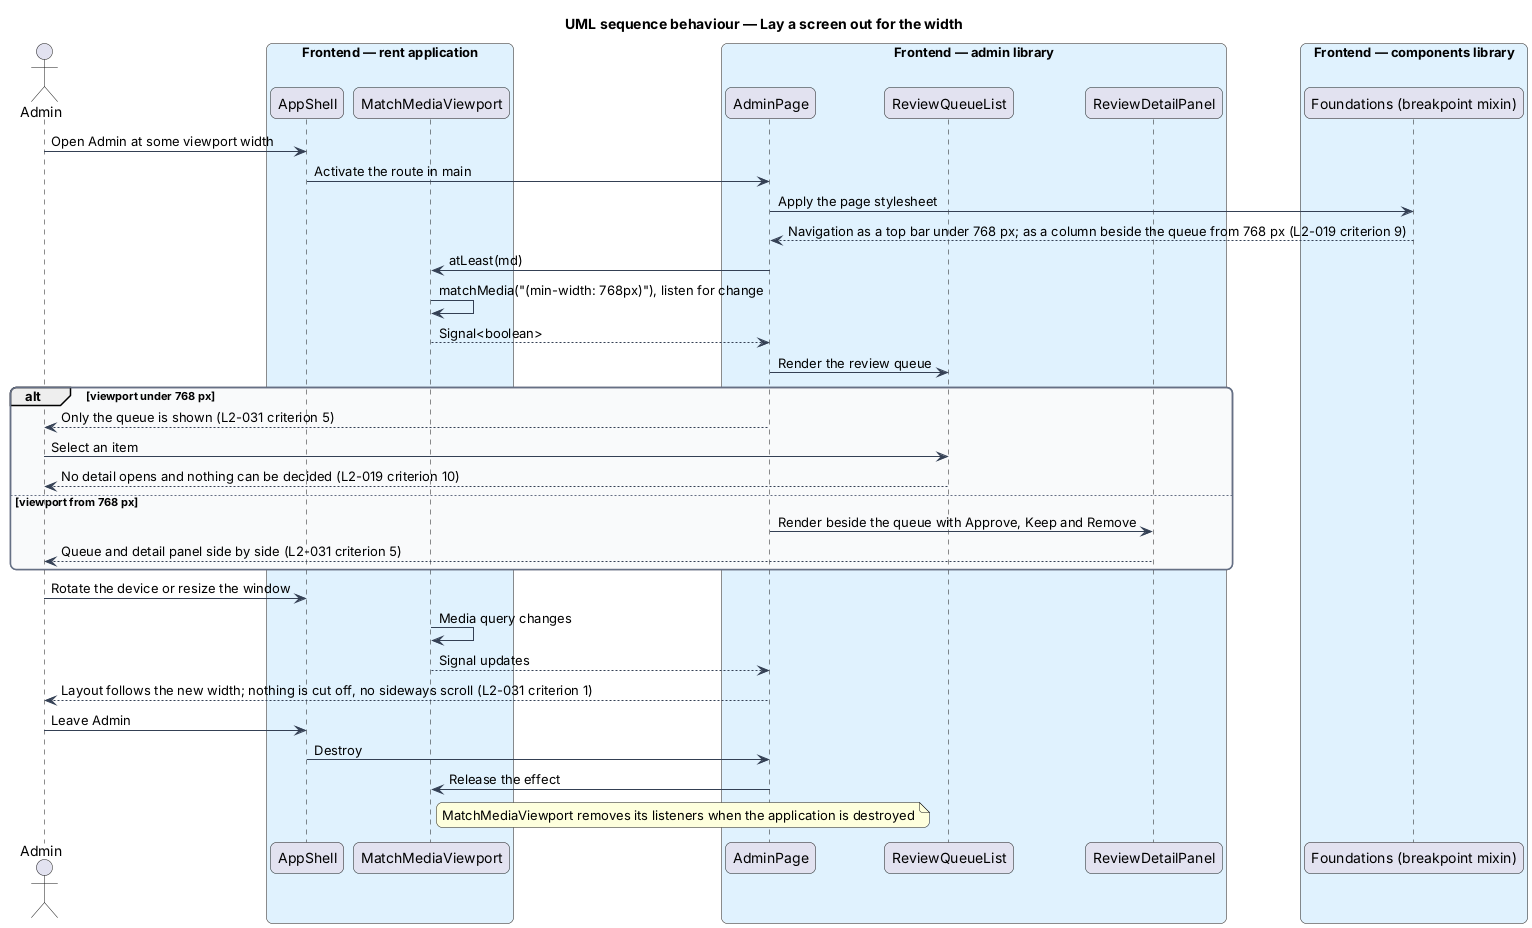 UML sequence behaviour — Lay a screen out for the width
Frontend — rent application
Frontend — admin library
Frontend — components library
Admin
AppShell
MatchMediaViewport
AdminPage
ReviewQueueList
ReviewDetailPanel
Foundations (breakpoint mixin)
Open Admin at some viewport width
Activate the route in main
Apply the page stylesheet
Navigation as a top bar under 768 px; as a column beside the queue from 768 px (L2-019 criterion 9)
atLeast(md)
matchMedia("(min-width: 768px)"), listen for change
Signal<boolean>
Render the review queue
alt
[viewport under 768 px]
Only the queue is shown (L2-031 criterion 5)
Select an item
No detail opens and nothing can be decided (L2-019 criterion 10)
[viewport from 768 px]
Render beside the queue with Approve, Keep and Remove
Queue and detail panel side by side (L2-031 criterion 5)
Rotate the device or resize the window
Media query changes
Signal updates
Layout follows the new width; nothing is cut off, no sideways scroll (L2-031 criterion 1)
Leave Admin
Destroy
Release the effect
MatchMediaViewport removes its listeners when the application is destroyed
Admin
AppShell
MatchMediaViewport
AdminPage
ReviewQueueList
ReviewDetailPanel
Foundations (breakpoint mixin)